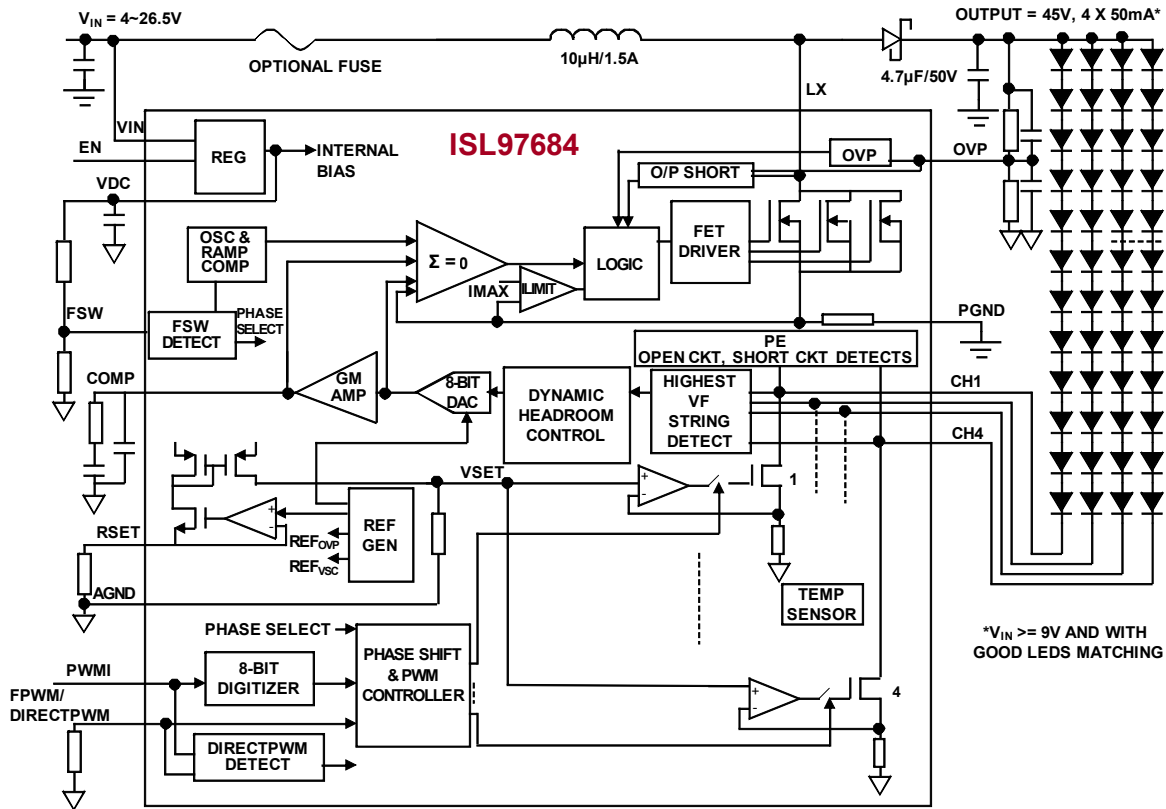 VIN = 4~26.5V
OUTPUT = 45V, 4 X 50mA*
OPTIONAL FUSE
10µH/1.5A
4.7µF/50V
LX
VIN
ISL97684
EN
REG
INTERNAL
BIAS
OVP
OVP
O/P SHORT
VDC
OSC &
RAMP
COMP
Σ = 0
IMAX
ILIMIT
LOGIC
FET
DRIVER
FSW
FSW
DETECT
PHASE
SELECT
PGND
PE
OPEN CKT, SHORT CKT DETECTS
COMP
GM
AMP
8-BIT
DAC
DYNAMIC
HEADROOM
CONTROL
HIGHEST
VF
STRING
DETECT
CH1
CH4
VSET
+
-
1
RSET
+
-
REF
GEN
REFOVP
REFVSC
AGND
TEMP
SENSOR
PHASE SELECT
PHASE SHIFT
& PWM
CONTROLLER
*VIN >= 9V AND WITH
GOOD LEDS MATCHING
PWMI
8-BIT
DIGITIZER
FPWM/
DIRECTPWM
+
-
4
DIRECTPWM
DETECT